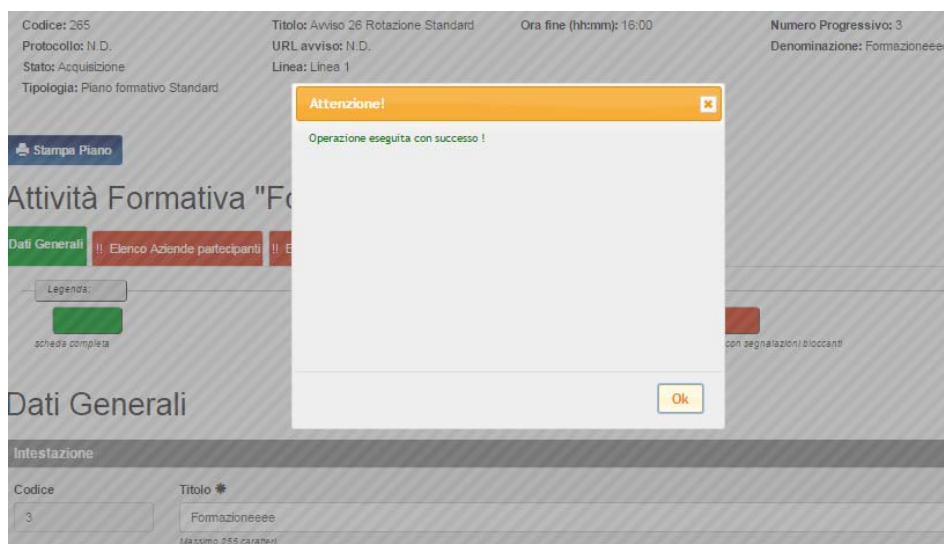 Codice: 265 Titolo: Avviso 26 Rotazione Standard Ora fine (hh:mm): 16:00 Numero Progressivo: 3
Protocollo: N.D. URL avviso: N.D. Denominazione: Formazioneeee
Stato: Acquisizione Linea: Linea 1
Tipologia: Piano formativo Standard
Attenzione!
Operazione eseguita con successo !
Stampa Piano
Attività Formativa "Fo
Dati Generali !! Elenco Aziende partecipanti !! E
Legenda:
scheda completa con segnalazioni bloccanti
Ok
Dati Generali
Intestazione
Codice Titolo ✱
3 Formazioneeee
Massimo 255 caratteri